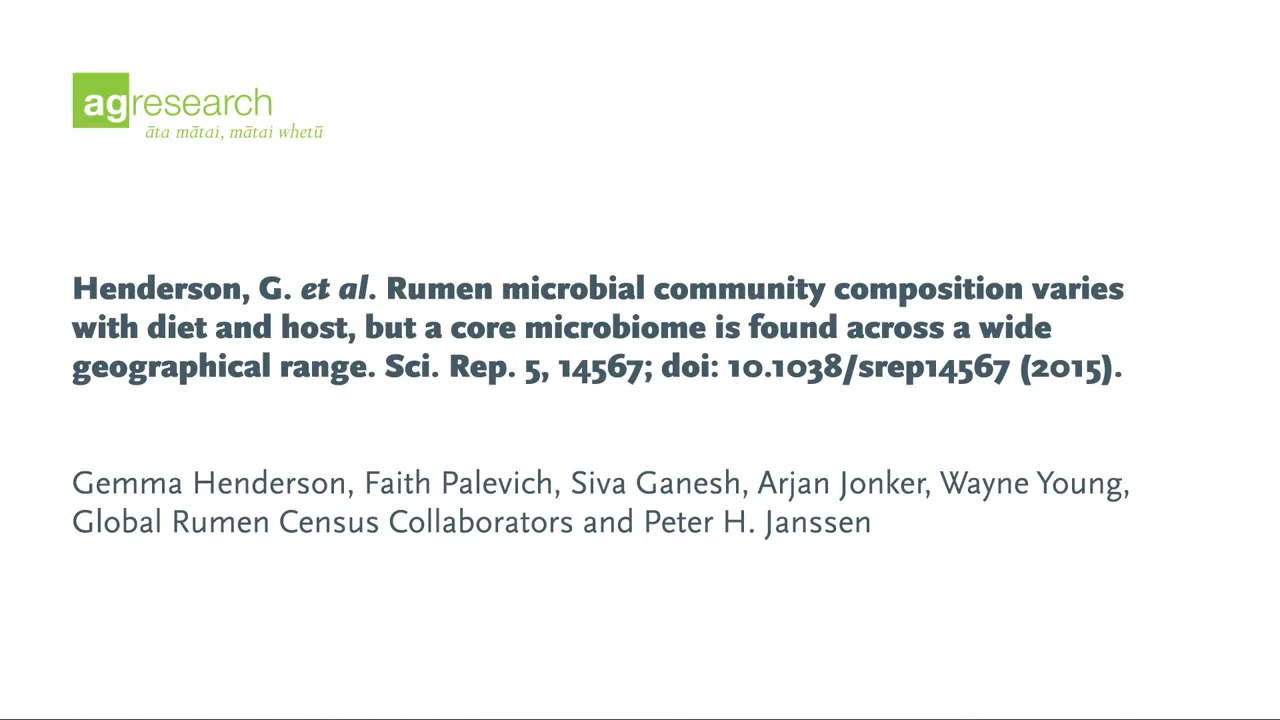 agresearch
āta mātai, mātai whetū
Henderson, G. et al. Rumen microbial community composition varies
with diet and host, but a core microbiome is found across a wide
geographical range. Sci. Rep. 5, 14567; doi: 10.1038/srep14567 (2015).
Gemma Henderson, Faith Palevich, Siva Ganesh, Arjan Jonker, Wayne Young,
Global Rumen Census Collaborators and Peter H. Janssen